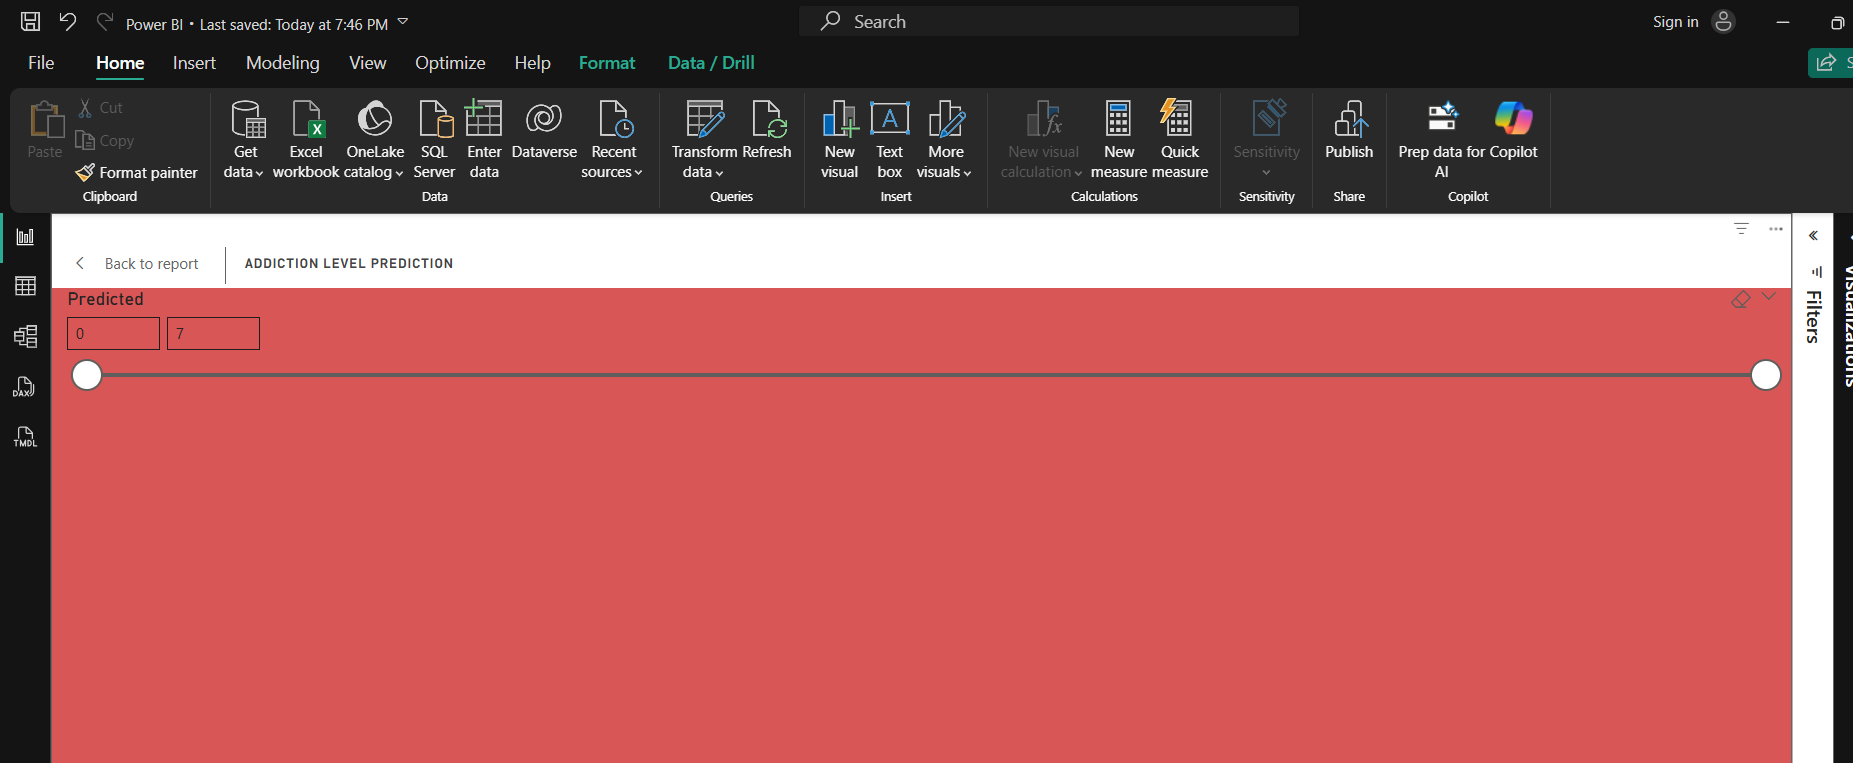 Power BI • Last saved: Today at 7:46 PM
Search
Sign in
File Home Insert Modeling View Optimize Help Format Data / Drill
Paste
Cut
Copy
Format painter
Clipboard
Get data
Excel workbook
OneLake catalog
SQL Server
Enter data
Dataverse
Recent sources
Data
Transform data
Refresh
Queries
New visual
Text box
More visuals
Insert
New visual calculation
New measure
Quick measure
Calculations
Sensitivity
Sensitivity
Publish
Share
Prep data for AI
Copilot
Copilot
Back to report
ADDICTION LEVEL PREDICTION
Predicted
0 7
Filters
Visualizations
DAX
TMDL